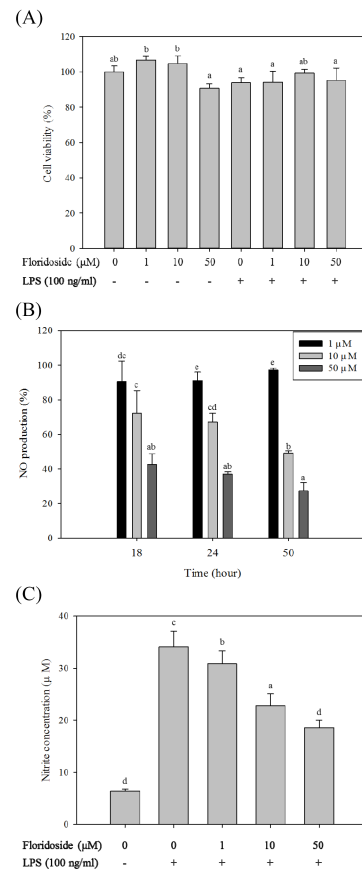 (A)
120
100
80
60
40
20
0
Cell viability (%)
ab b b a a a ab a
Floridoside (μM) 0 1 10 50 0 1 10 50
LPS (100 ng/ml) - - - - + + + +
(B)
120
100
80
60
40
20
0
NO production (%)
dc c ab e cd ab e b a
1 μM
10 μM
50 μM
18 24 50
Time (hour)
(C)
40
30
20
10
0
Nitrite concentration (μ M)
d c b a d
Floridoside (μM) 0 0 1 10 50
LPS (100 ng/ml) - + + + +